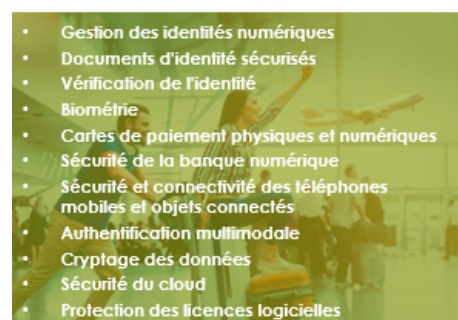 • Gestion des identités numériques
• Documents d'identité sécurisés
• Vérification de l'identité
• Biométrie
• Cartes de paiement physiques et numériques
• Sécurité de la banque numérique
• Sécurité et connectivité des téléphones
mobiles et objets connectés
• Authentification multimodale
• Cryptage des données
• Sécurité du cloud
• Protection des licences logicielles